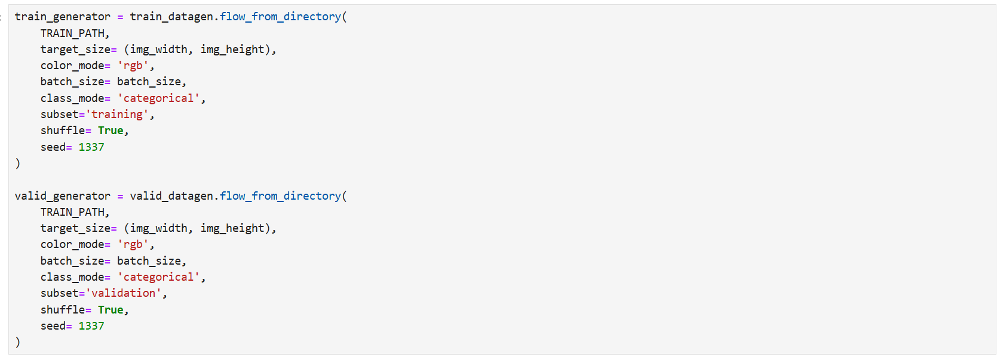 train_generator = train_datagen.flow_from_directory(
    TRAIN_PATH,
    target_size= (img_width, img_height),
    color_mode= 'rgb',
    batch_size= batch_size,
    class_mode= 'categorical',
    subset='training',
    shuffle= True,
    seed= 1337
)

valid_generator = valid_datagen.flow_from_directory(
    TRAIN_PATH,
    target_size= (img_width, img_height),
    color_mode= 'rgb',
    batch_size= batch_size,
    class_mode= 'categorical',
    subset='validation',
    shuffle= True,
    seed= 1337
)